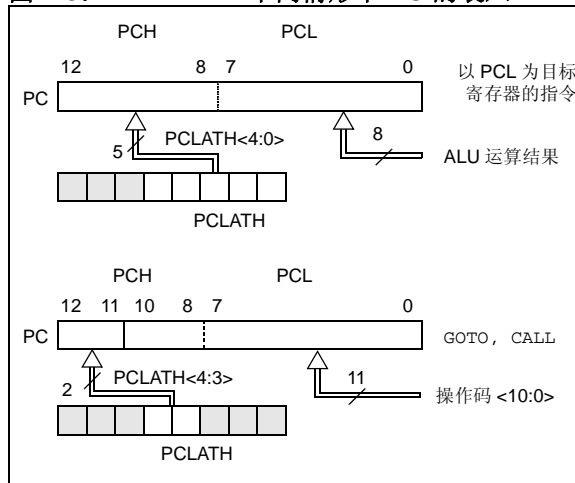 PCH PCL
12 8 7 0
以 PCL 为目标
寄存器的指令
PC
PCLATH<4:0>
5
8
ALU 运算结果
PCLATH
PCH PCL
12 11 10 8 7 0
PC
GOTO, CALL
PCLATH<4:3>
2
11
操作码 <10:0>
PCLATH